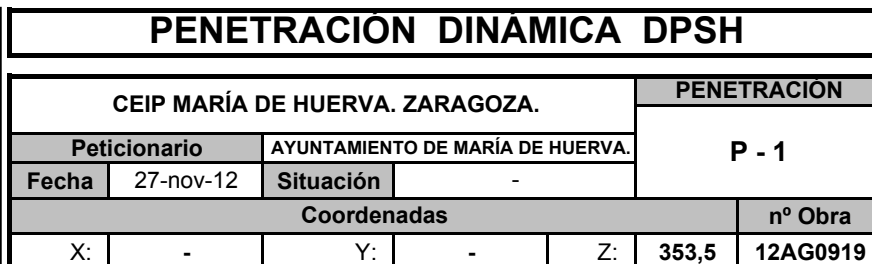 PENETRACIÓN DINÁMICA DPSH
CEIP MARÍA DE HUERVA. ZARAGOZA.
PENETRACIÓN
Peticionario AYUNTAMIENTO DE MARÍA DE HUERVA.
P - 1
Fecha 27-nov-12 Situación -
Coordenadas nº Obra
X: - Y: - Z: 353,5 12AG0919